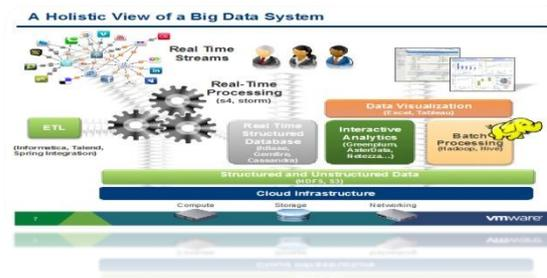 A Holistic View of a Big Data System
Real Time
Streams
Real-Time
Processing
(s4, storm)
Data Visualization
(Excel, Tableau)
ETL
Real Time
Structured
Database
(hBase,
Gemfire,
Cassandra)
Interactive
Analytics
(Greenplum,
AsterData,
Netezza...)
Batch
Processing
(Hadoop, Hive)
(Informatica, Talend,
Spring Integration)
Structured and Unstructured Data
(HDFS, S3)
Cloud Infrastructure
Compute
Storage
Networking
7
vmware